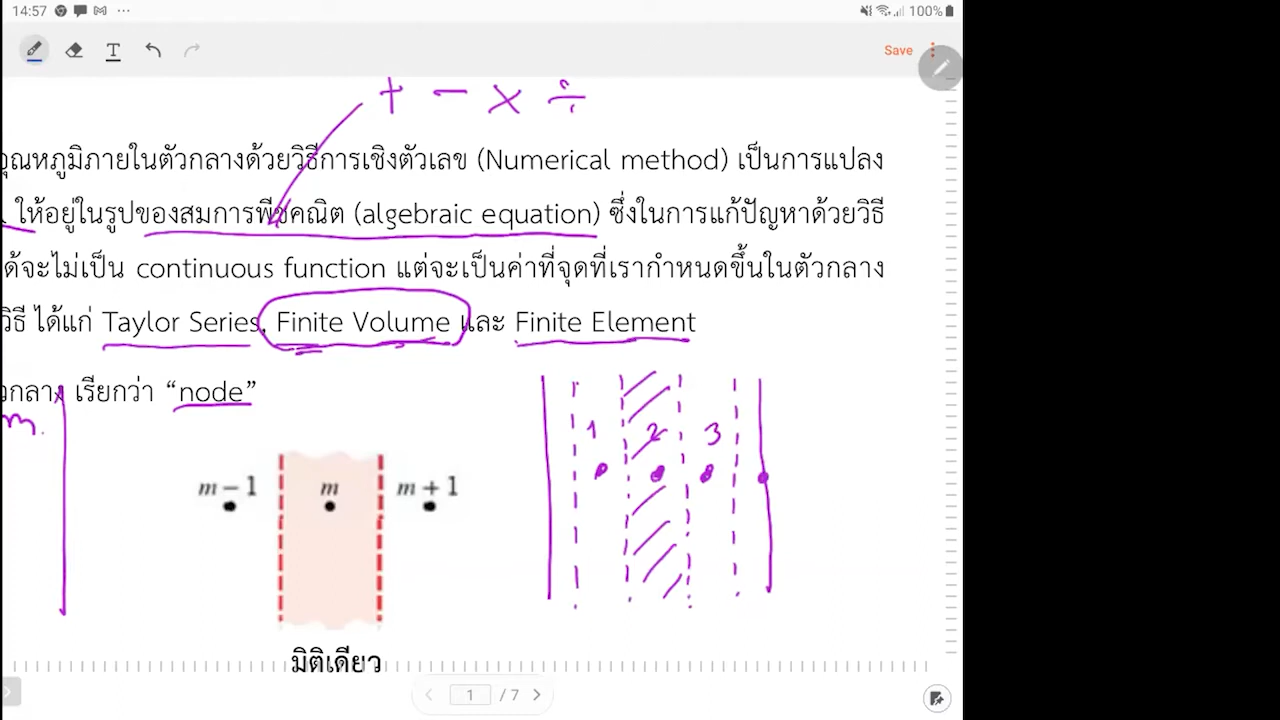 14:57 ... 100%
Save
+ - × ÷
อุณหภูมิภายในตัวกลางด้วยวิธีการเชิงตัวเลข (Numerical method) เป็นการแปลง
ให้อยู่ในรูปของสมการพีชคณิต (algebraic equation) ซึ่งในการแก้ปัญหาด้วยวิธี
ได้จะไม่เป็น continuous function แต่จะเป็นค่าที่จุดที่เรากำหนดขึ้นในตัวกลาง
วิธี ได้แก่ Taylor Series, Finite Volume และ Finite Element
วกลาง เรียกว่า “node”
m.
1 2 3
m − 1 m m + 1
มิติเดียว
1 / 7